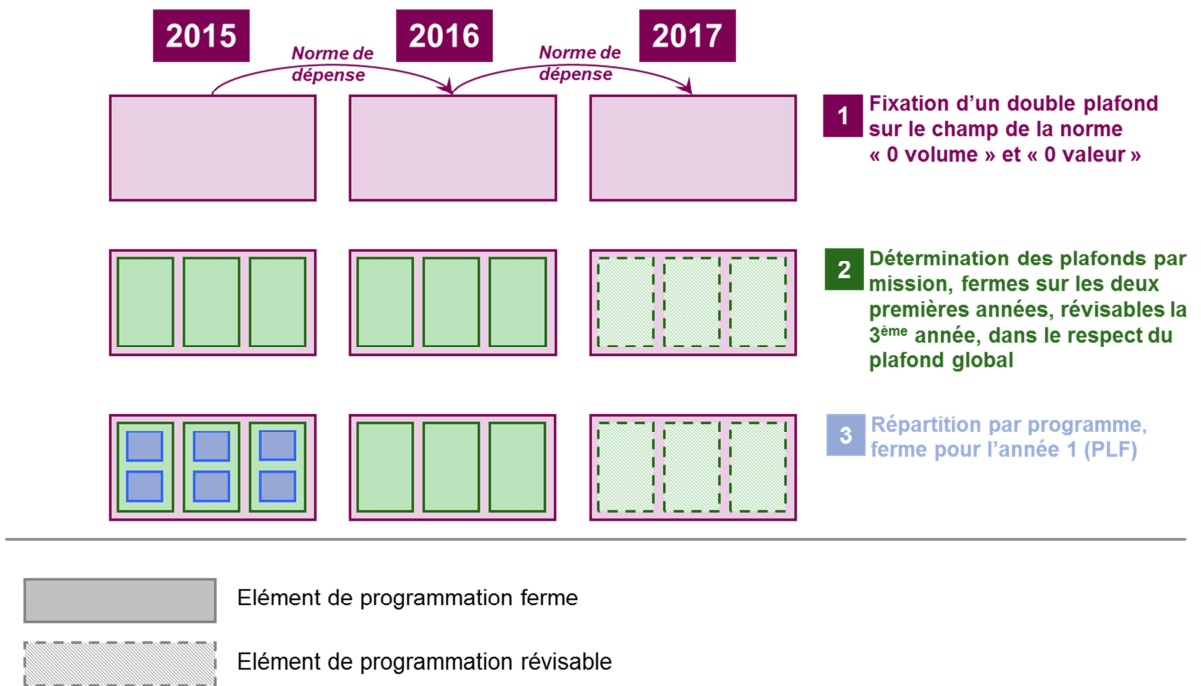 2015
2016
2017
Norme de
dépense
Norme de
dépense
1
Fixation d’un double plafond
sur le champ de la norme
« 0 volume » et « 0 valeur »
2
Détermination des plafonds par
mission, fermes sur les deux
premières années, révisables la
3ème année, dans le respect du
plafond global
3
Répartition par programme,
ferme pour l’année 1 (PLF)
Elément de programmation ferme
Elément de programmation révisable